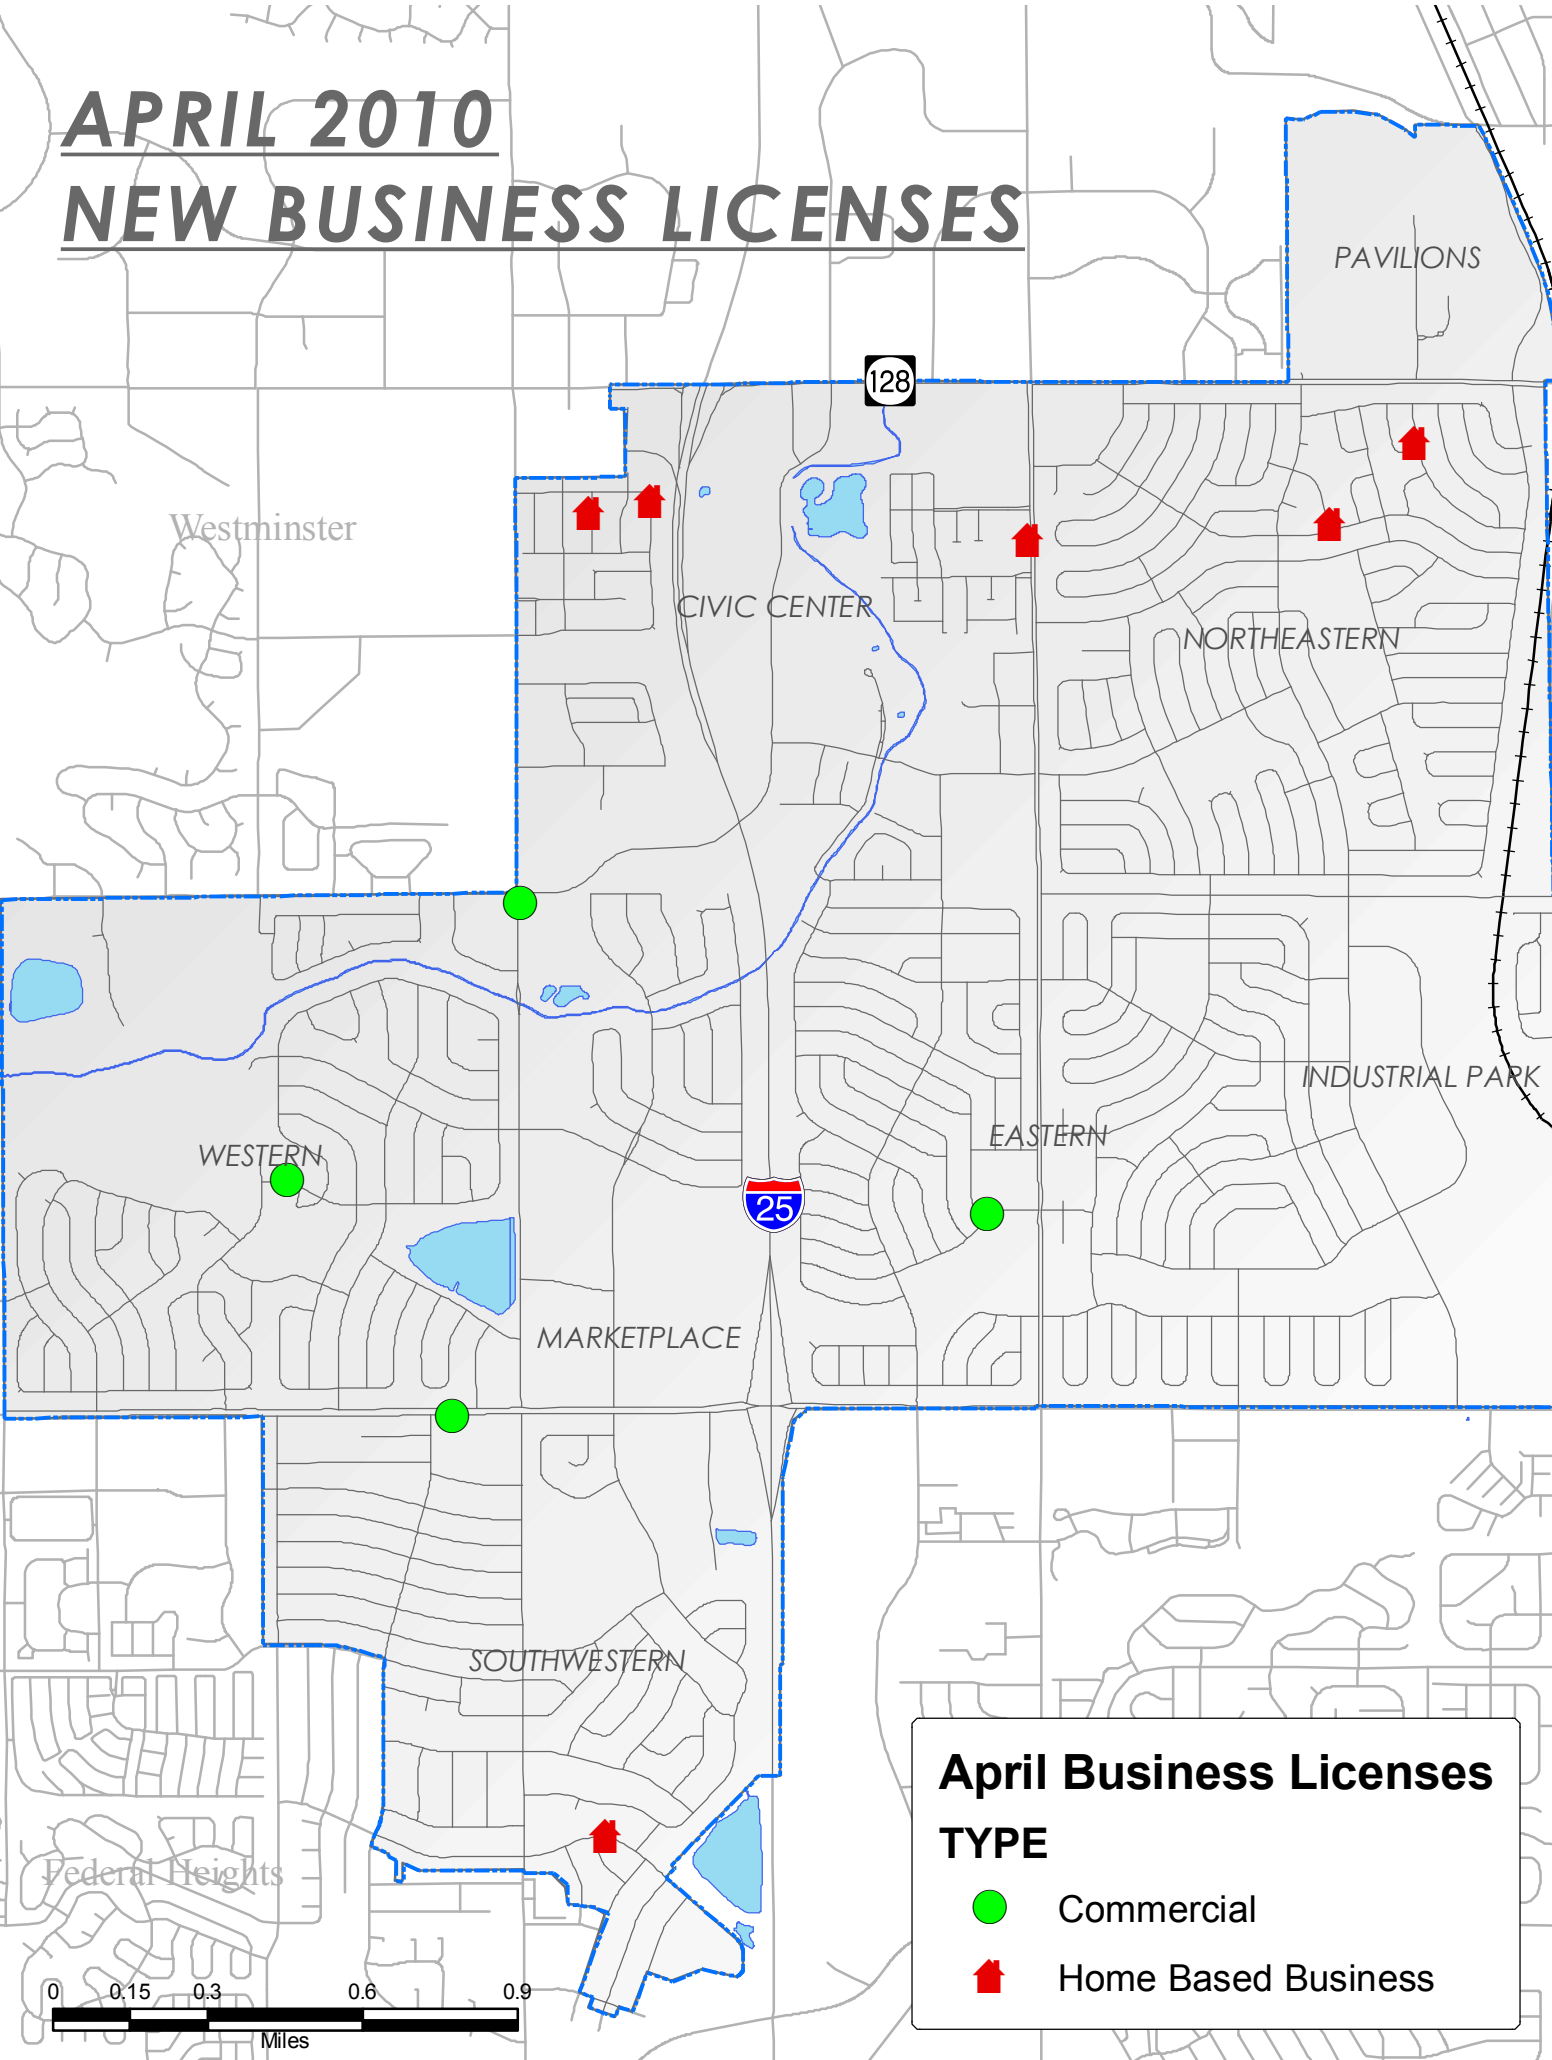 APRIL 2010
NEW BUSINESS LICENSES
PAVILIONS
128
Westminster
CIVIC CENTER
NORTHEASTERN
INDUSTRIAL PARK
EASTERN
WESTERN
25
MARKETPLACE
SOUTHWESTERN
Federal Heights
April Business Licenses
TYPE
Commercial
Home Based Business
0 0.15 0.3 0.6 0.9
Miles